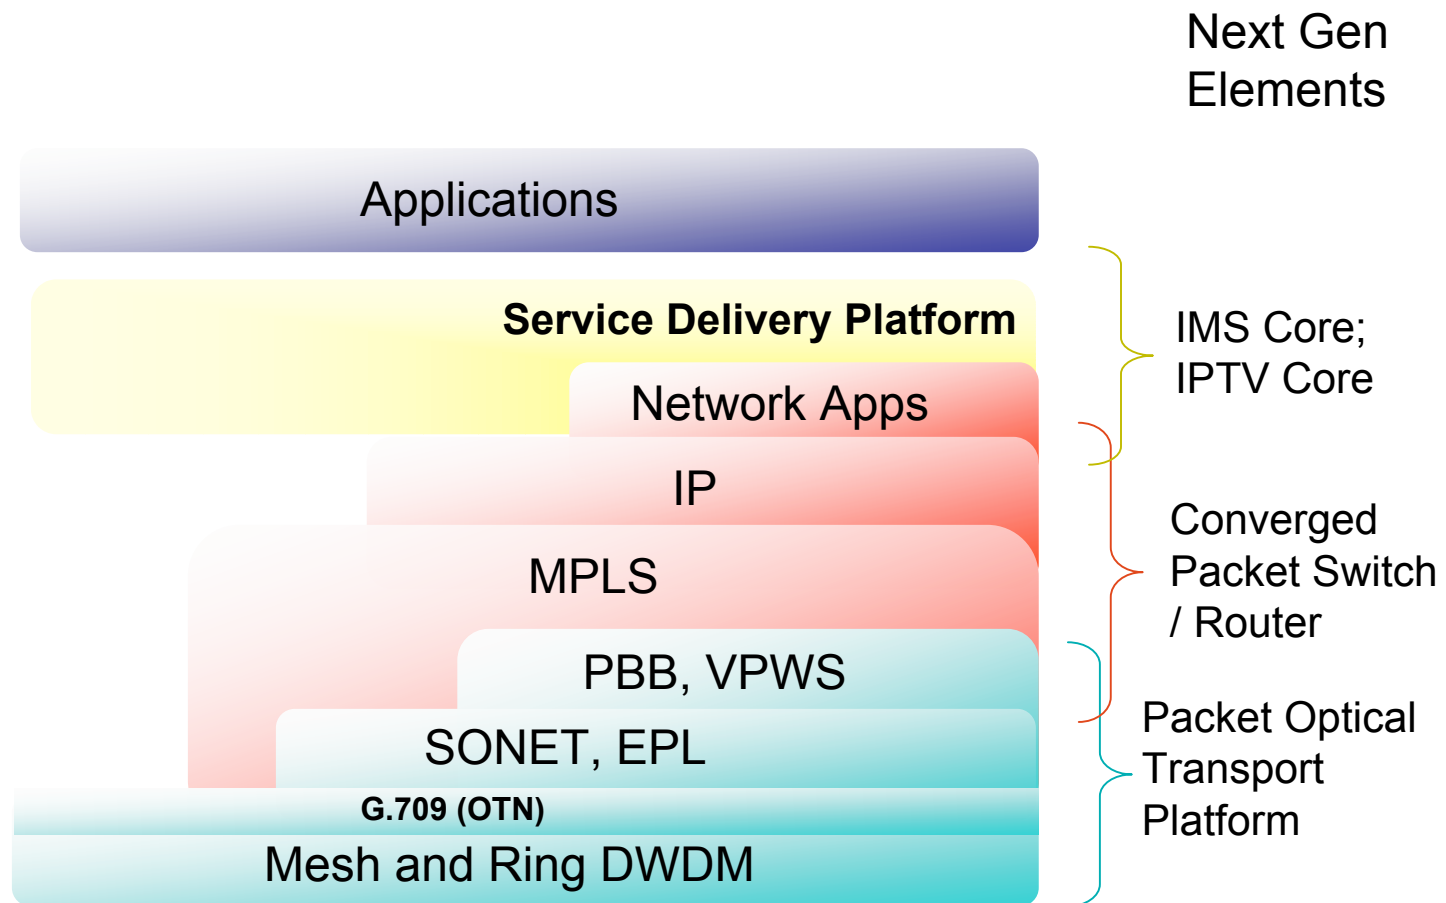 Next Gen
Elements
Applications
Service Delivery Platform
Network Apps
IP
MPLS
PBB, VPWS
SONET, EPL
G.709 (OTN)
Mesh and Ring DWDM
IMS Core;
IPTV Core
Converged
Packet Switch
/ Router
Packet Optical
Transport
Platform